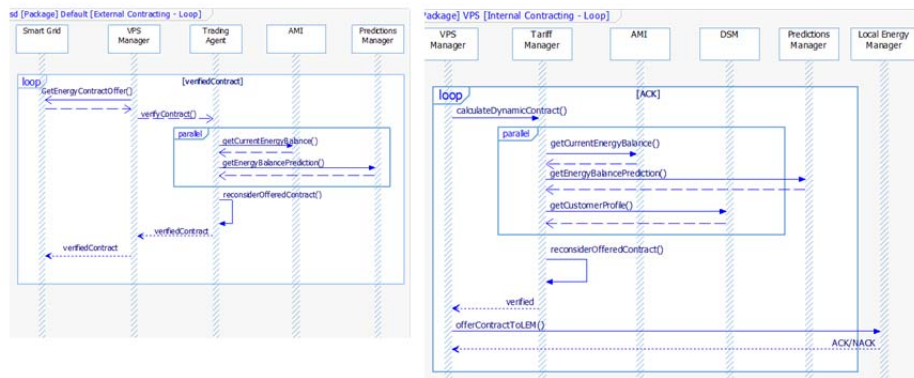 sd [Package] Default [External Contracting - Loop]
Smart Grid
VPS
Manager
Trading
Agent
AMI
Predictions
Manager
loop
[verifiedContract]
GetEnergyContractOffer()
verifyContract()
parallel
getCurrentEnergyBalance()
getEnergyBalancePrediction()
reconsiderOfferedContract()
verifiedContract
verifiedContract
Package] VPS [Internal Contracting - Loop]
VPS
Manager
Tariff
Manager
AMI
DSM
Predictions
Manager
Local Energy
Manager
loop
[ACK]
calculateDynamicContract()
parallel
getCurrentEnergyBalance()
getEnergyBalancePrediction()
getCustomerProfile()
reconsiderOfferedContract()
verified
offerContractToLEM()
ACK/NACK